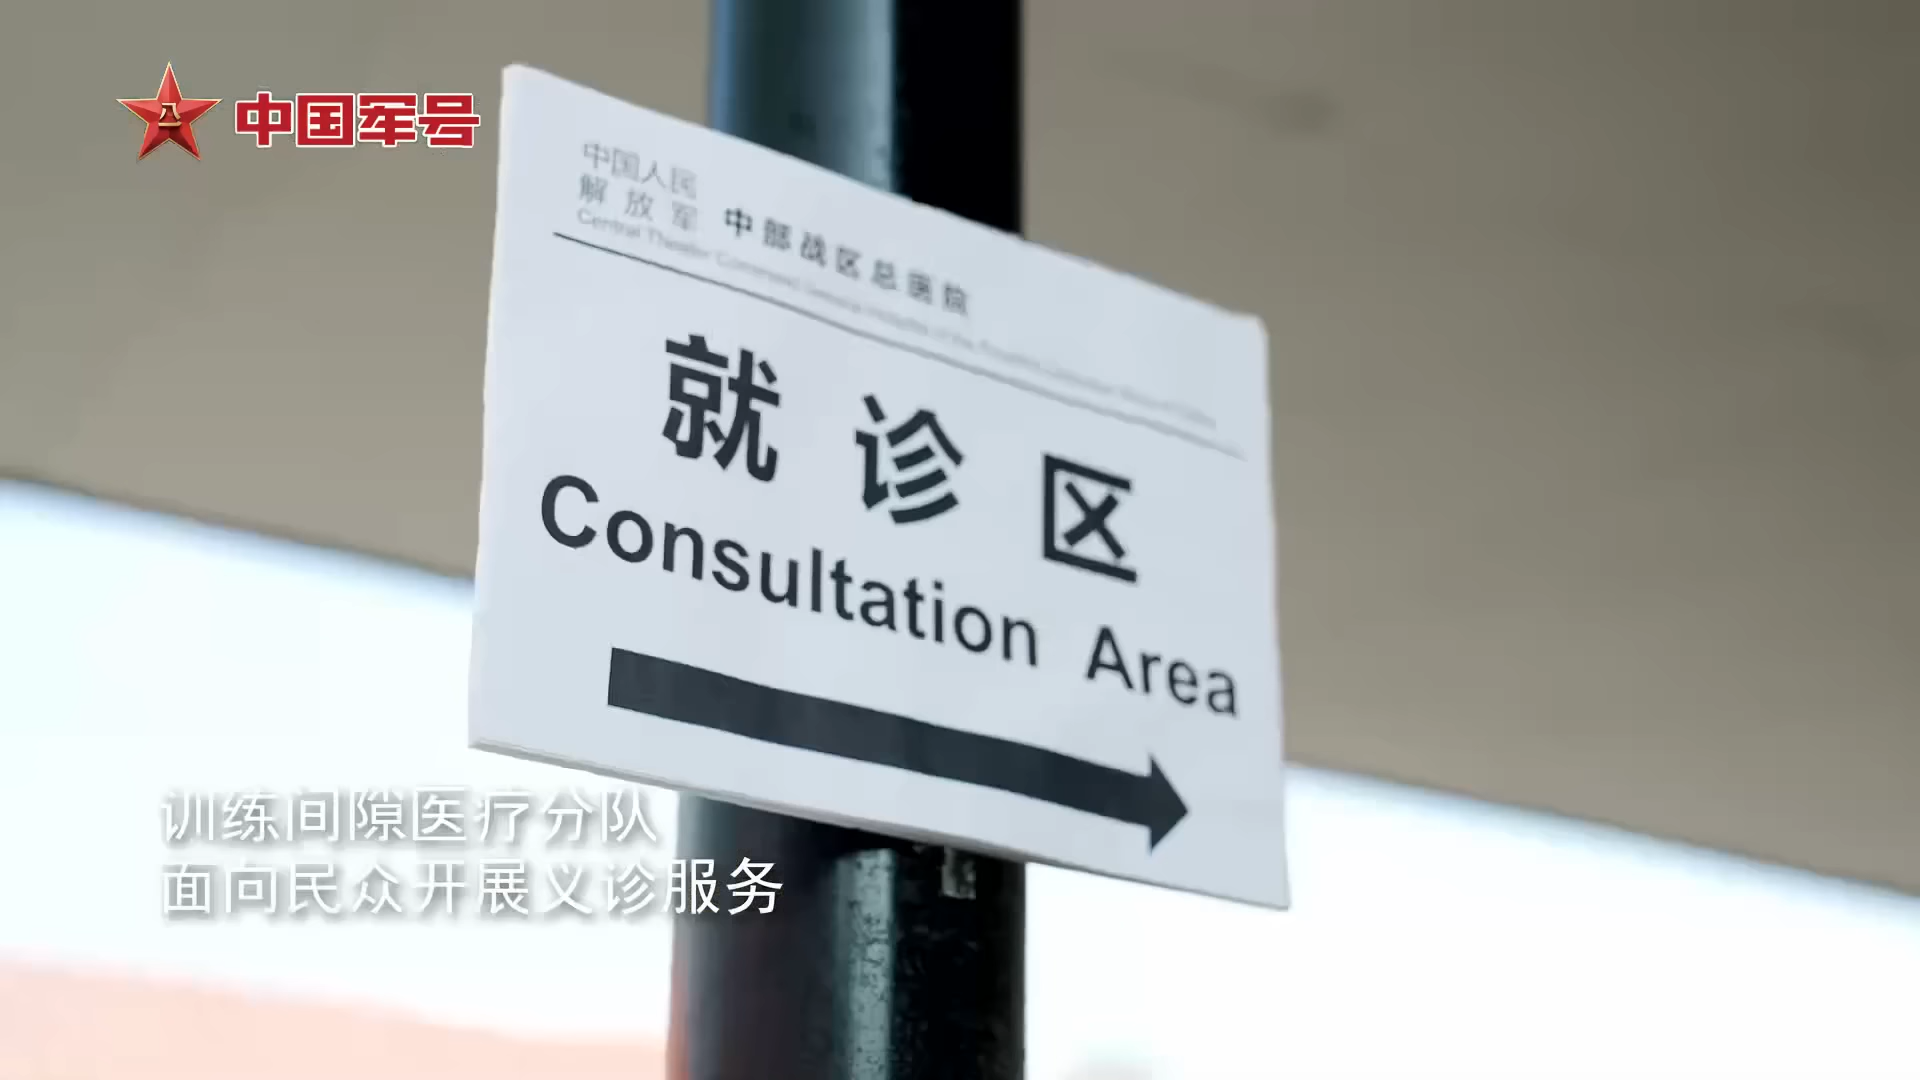 中国军号
中国人民
解放军 中部战区总医院
就诊区
Consultation Area
训练间隙医疗分队
面向民众开展义诊服务